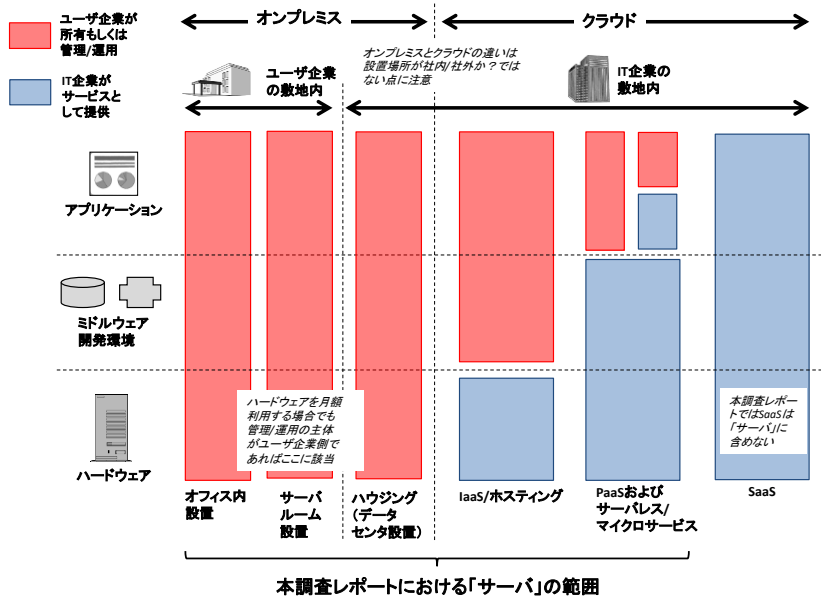 ユーザ企業が
所有もしくは
管理/運用
IT企業が
サービスと
して提供
オンプレミス
クラウド
オンプレミスとクラウドの違いは
設置場所が社内/社外か？では
ない点に注意
ユーザ企業
の敷地内
IT企業の
敷地内
アプリケーション
ミドルウェア
開発環境
ハードウェア
ハードウェアを月額
利用する場合でも
管理/運用の主体
がユーザ企業側で
あればここに該当
本調査レポー
トではSaaSは
「サーバ」に
含めない
オフィス内
設置
サーバ
ルーム
設置
ハウジング
（データ
センタ設置）
IaaS/ホスティング
PaaSおよび
サーバレス/
マイクロサービス
SaaS
本調査レポートにおける「サーバ」の範囲